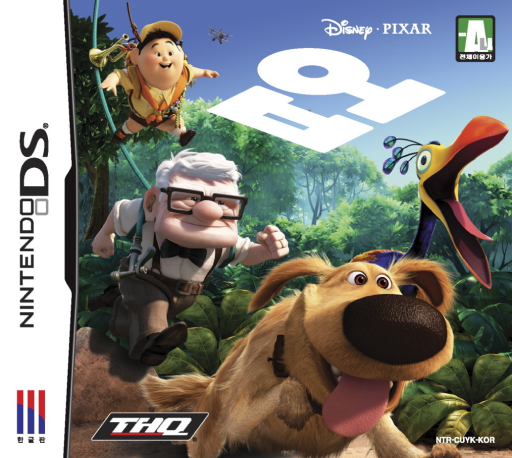 Disney · PIXAR
업
전체이용가
NINTENDO DS
한글판
THQ
NTR-CUYK-KOR